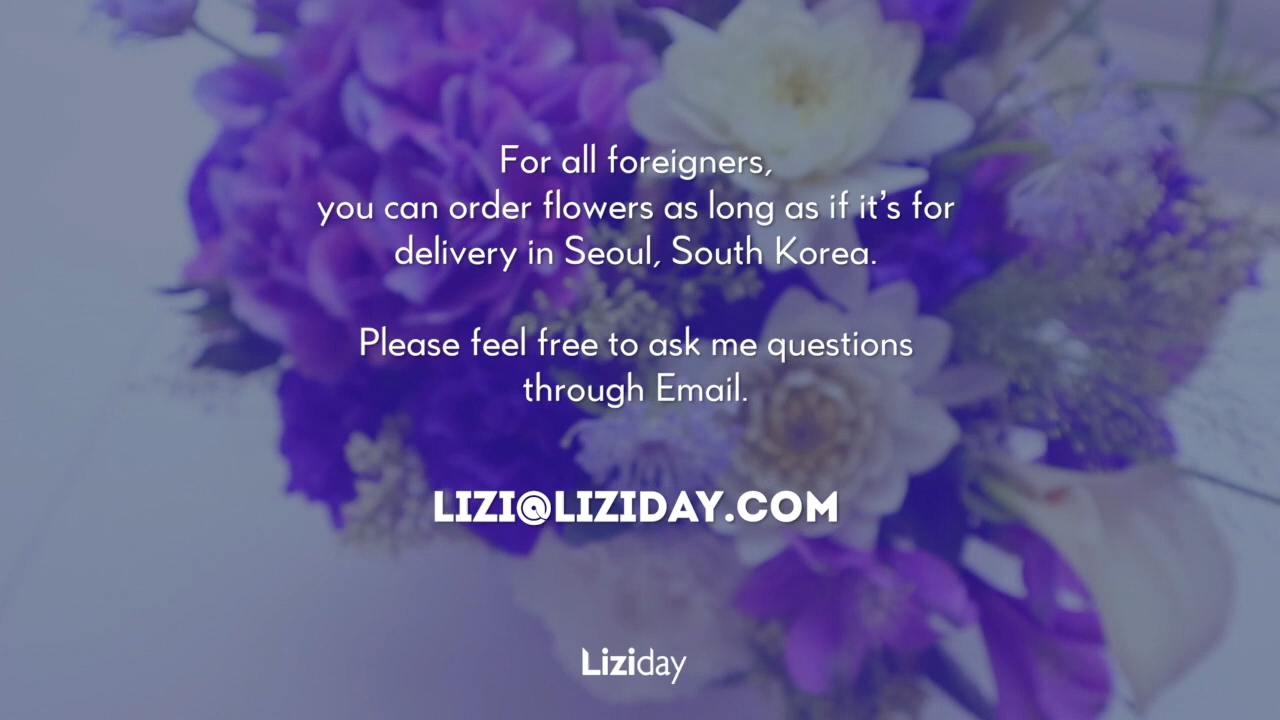 For all foreigners,
you can order flowers as long as if it's for
delivery in Seoul, South Korea.
Please feel free to ask me questions
through Email.
LIZI@LIZIDAY.COM
Liziday